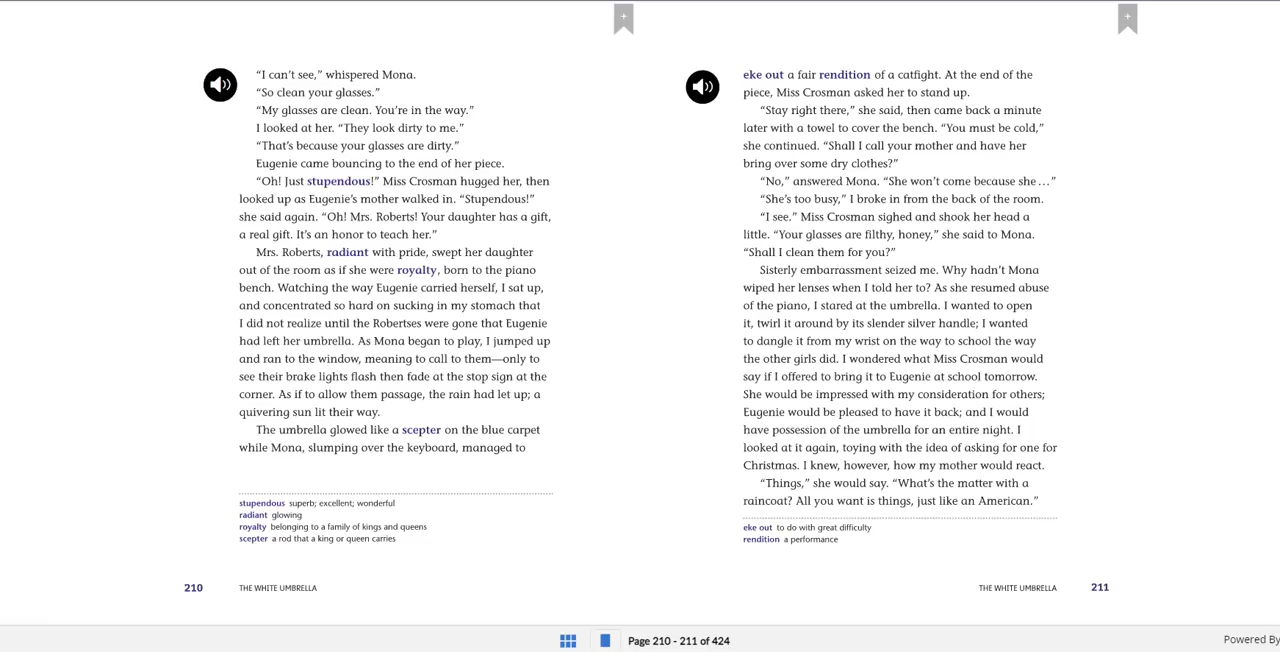 “I can’t see,” whispered Mona.
“So clean your glasses.”
“My glasses are clean. You’re in the way.”
I looked at her. “They look dirty to me.”
“That’s because your glasses are dirty.”
Eugenie came bouncing to the end of her piece.
“Oh! Just stupendous!” Miss Crosman hugged her, then
looked up as Eugenie’s mother walked in. “Stupendous!”
she said again. “Oh! Mrs. Roberts! Your daughter has a gift,
a real gift. It’s an honor to teach her.”
Mrs. Roberts, radiant with pride, swept her daughter
out of the room as if she were royalty, born to the piano
bench. Watching the way Eugenie carried herself, I sat up,
and concentrated so hard on sucking in my stomach that
I did not realize until the Robertses were gone that Eugenie
had left her umbrella. As Mona began to play, I jumped up
and ran to the window, meaning to call to them—only to
see their brake lights flash then fade at the stop sign at the
corner. As if to allow them passage, the rain had let up; a
quivering sun lit their way.
The umbrella glowed like a scepter on the blue carpet
while Mona, slumping over the keyboard, managed to
stupendous superb; excellent; wonderful
radiant glowing
royalty belonging to a family of kings and queens
scepter a rod that a king or queen carries
210 THE WHITE UMBRELLA
eke out a fair rendition of a catfight. At the end of the
piece, Miss Crosman asked her to stand up.
“Stay right there,” she said, then came back a minute
later with a towel to cover the bench. “You must be cold,”
she continued. “Shall I call your mother and have her
bring over some dry clothes?”
“No,” answered Mona. “She won’t come because she ...”
“She’s too busy,” I broke in from the back of the room.
“I see.” Miss Crosman sighed and shook her head a
little. “Your glasses are filthy, honey,” she said to Mona.
“Shall I clean them for you?”
Sisterly embarrassment seized me. Why hadn’t Mona
wiped her lenses when I told her to? As she resumed abuse
of the piano, I stared at the umbrella. I wanted to open
it, twirl it around by its slender silver handle; I wanted
to dangle it from my wrist on the way to school the way
the other girls did. I wondered what Miss Crosman would
say if I offered to bring it to Eugenie at school tomorrow.
She would be impressed with my consideration for others;
Eugenie would be pleased to have it back; and I would
have possession of the umbrella for an entire night. I
looked at it again, toying with the idea of asking for one for
Christmas. I knew, however, how my mother would react.
“Things,” she would say. “What’s the matter with a
raincoat? All you want is things, just like an American.”
eke out to do with great difficulty
rendition a performance
THE WHITE UMBRELLA 211
Page 210 - 211 of 424
Powered By